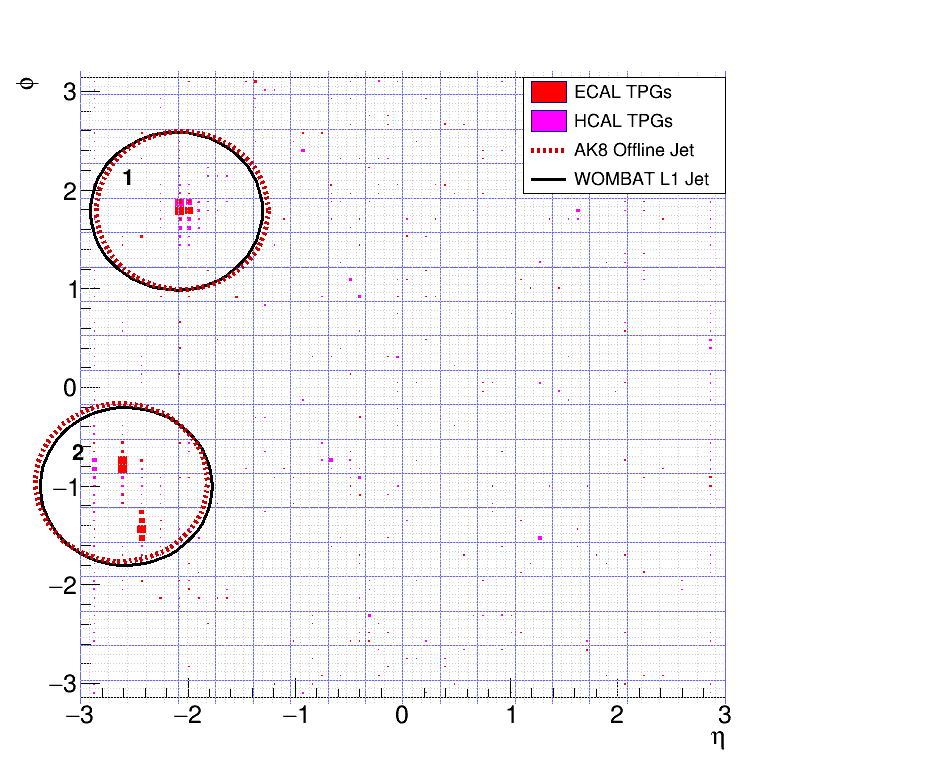 φ
3
2
1
0
−1
−2
−3
1
2
ECAL TPGs
HCAL TPGs
AK8 Offline Jet
WOMBAT L1 Jet
−3 −2 −1 0 1 2 3
η